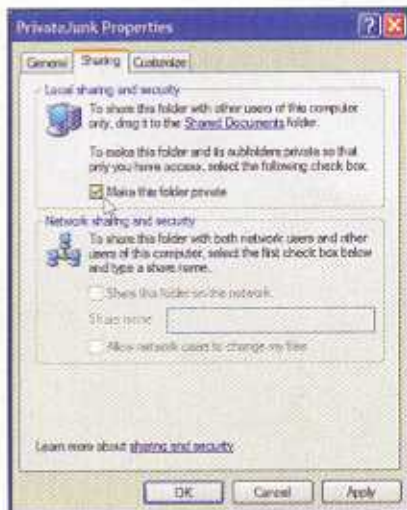 PrivateJunk Properties
General Sharing Customize
Local sharing and security
To share this folder with other users of this computer
only, drag it to the Shared Documents folder.
To make this folder and its subfolders private so that
only you have access, select the following check box.
Make this folder private
Network sharing and security
To share this folder with both network users and other
users of this computer, select the first check box below
and type a share name.
Share this folder on the network
Share name:
Allow network users to change my files
Learn more about sharing and security.
OK Cancel Apply